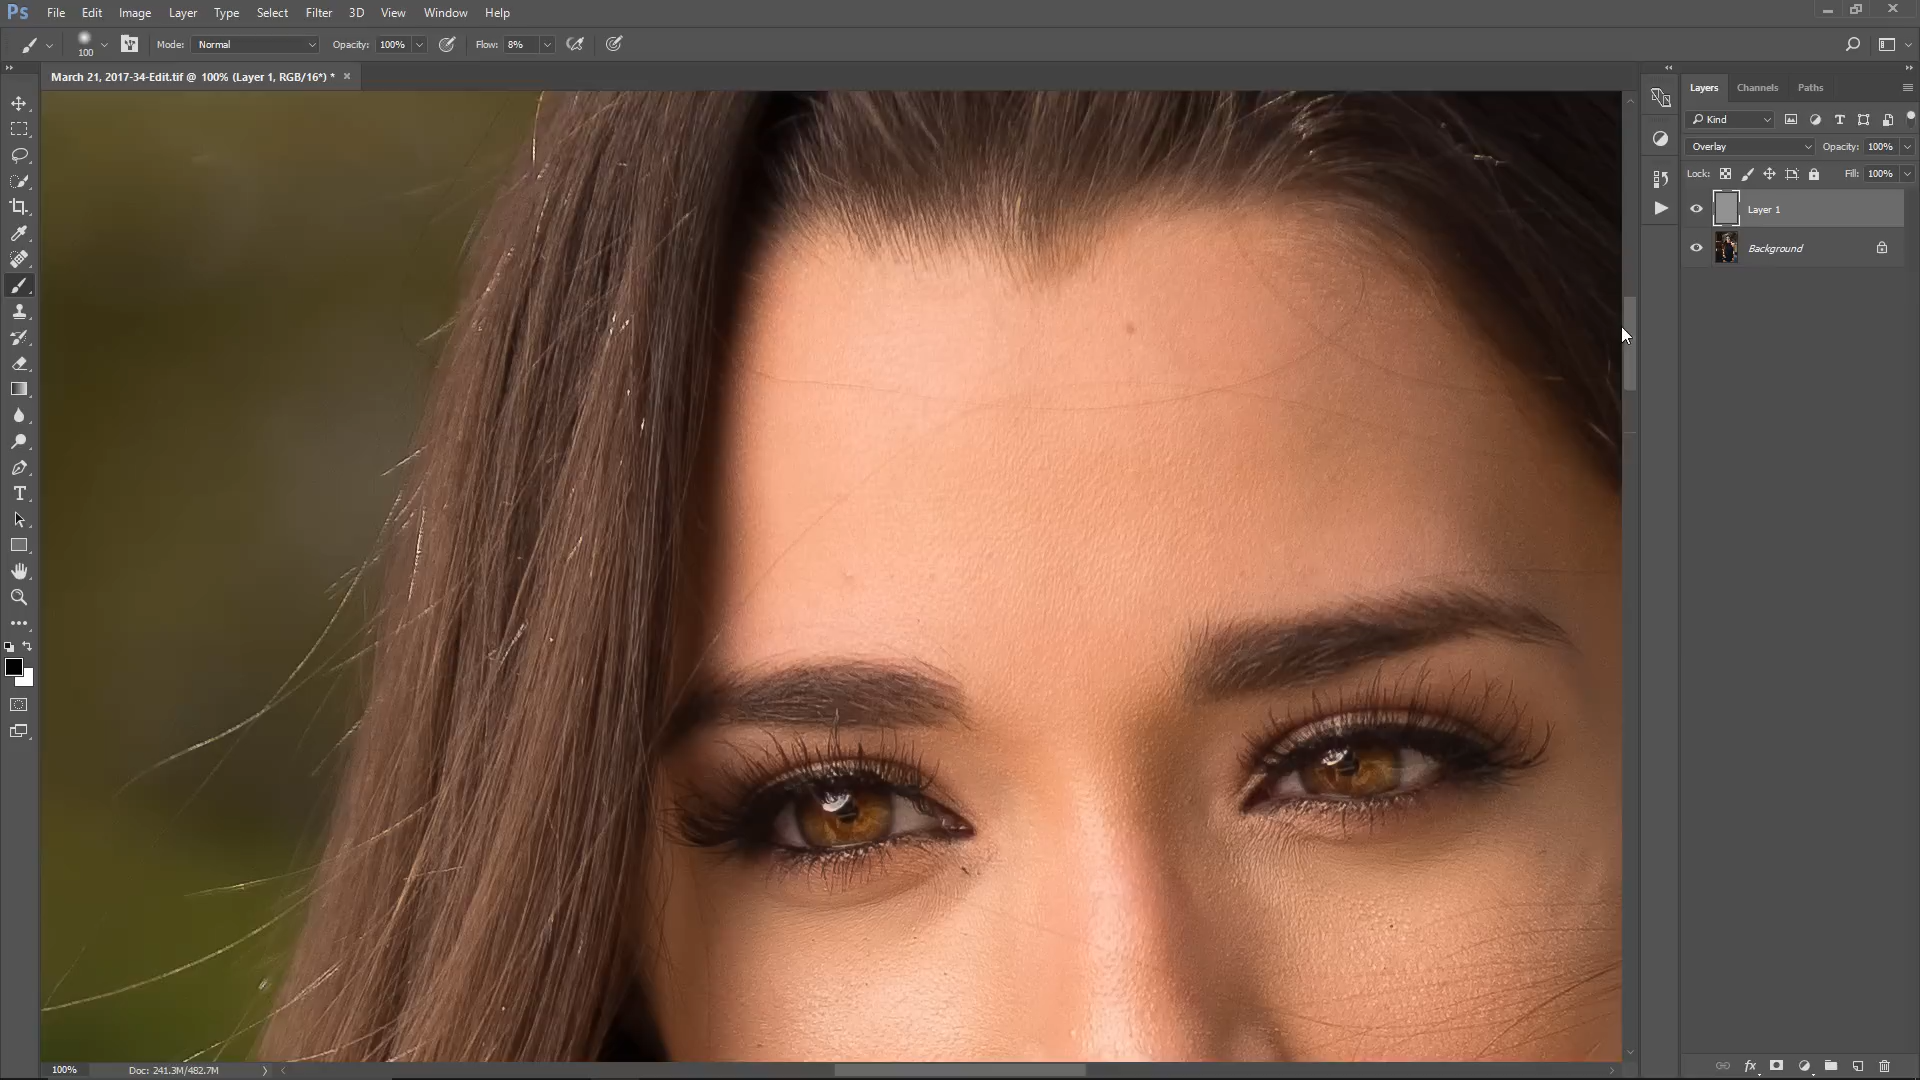 Ps File Edit Image Layer Type Select Filter 3D View Window Help
100 Mode: Normal Opacity: 100% Flow: 8%
March 21, 2017-34-Edit.tif @ 100% (Layer 1, RGB/16*) * ×
Layers Channels Paths
Kind
Overlay Opacity: 100%
Lock: Fill: 100%
Layer 1
Background
100% Doc: 241.3M/482.7M